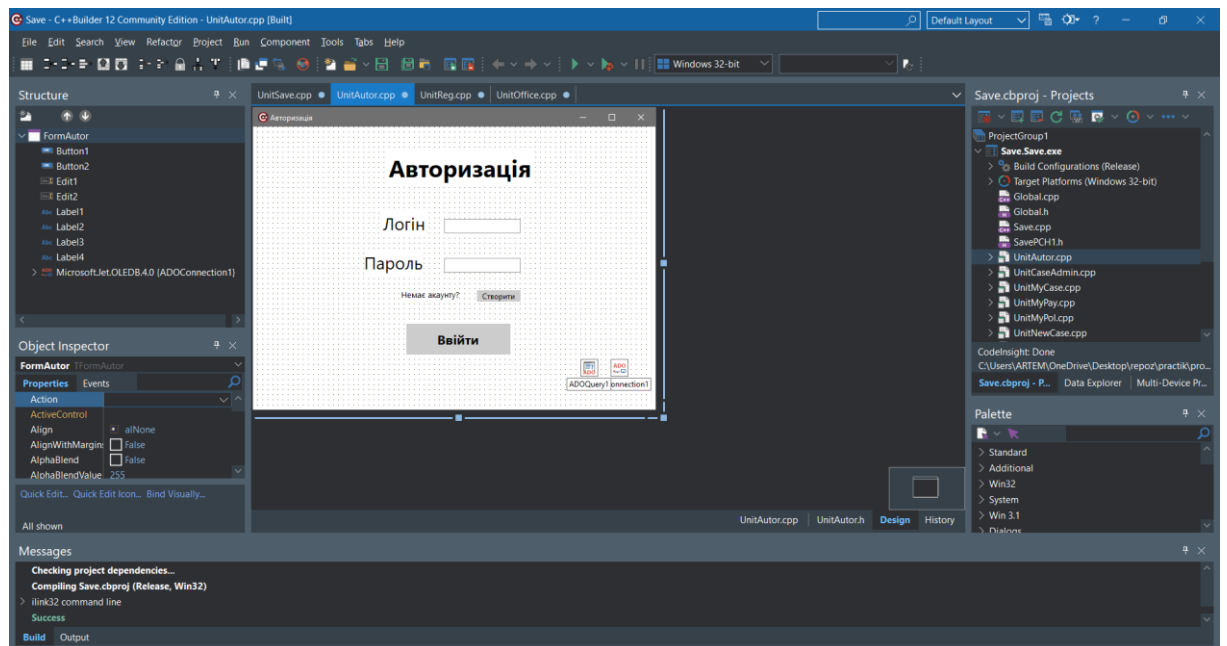 Save - C++Builder 12 Community Edition - UnitAutor.cpp [Built]
Default Layout
File Edit Search View Refactor Project Run Component Tools Tabs Help
Windows 32-bit
Structure
FormAutor
Button1
Button2
Edit1
Edit2
Label1
Label2
Label3
Label4
Microsoft.Jet.OLEDB.4.0 {ADOConnection1}
Object Inspector
FormAutor TFormAutor
Properties Events
Action
ActiveControl
Align alNone
AlignWithMargins False
AlphaBlend False
AlphaBlendValue 255
Quick Edit... Quick Edit Icon... Bind Visually...
All shown
UnitSave.cpp UnitAutor.cpp UnitReg.cpp UnitOffice.cpp
Авторизація
Авторизація
Логін
Пароль
Немає акаунту? Створити
Ввійти
ADO ADO
ADOQuery1 onnection1
UnitAutor.cpp UnitAutor.h Design History
Save.cbproj - Projects
ProjectGroup1
Save.Save.exe
Build Configurations (Release)
Target Platforms (Windows 32-bit)
Global.cpp
Global.h
Save.cpp
SavePCH1.h
UnitAutor.cpp
UnitCaseAdmin.cpp
UnitMyCase.cpp
UnitMyPay.cpp
UnitMyPol.cpp
UnitNewCase.cpp
CodeInsight: Done
C:\Users\ARTEM\OneDrive\Desktop\repoz\practik\pro...
Save.cbproj - P... Data Explorer Multi-Device Pr...
Palette
Standard
Additional
Win32
System
Win 3.1
Dialogs
Messages
Checking project dependencies...
Compiling Save.cbproj (Release, Win32)
ilink32 command line
Success
Build Output